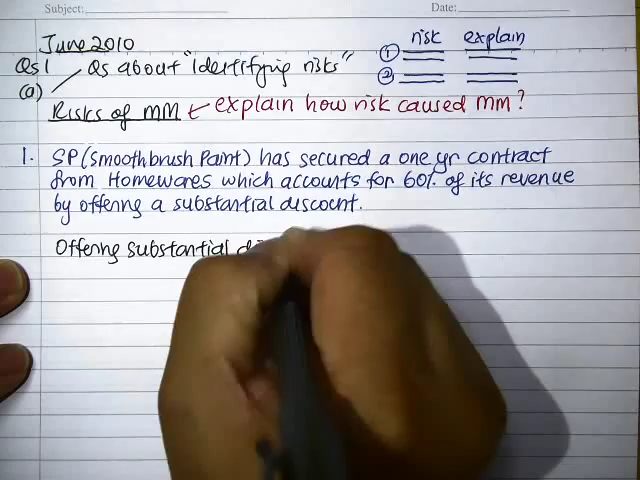 Subject: Date:
June 2010 risk explain
Qs 1 Qs about "identifying risks" ①
(a) ②
Risks of MM ← explain how risk caused MM?
1. SP (Smoothbrush Paint) has secured a one yr contract
from Homewares which accounts for 60% of its revenue
by offering a substantial discount.
Offering substantial